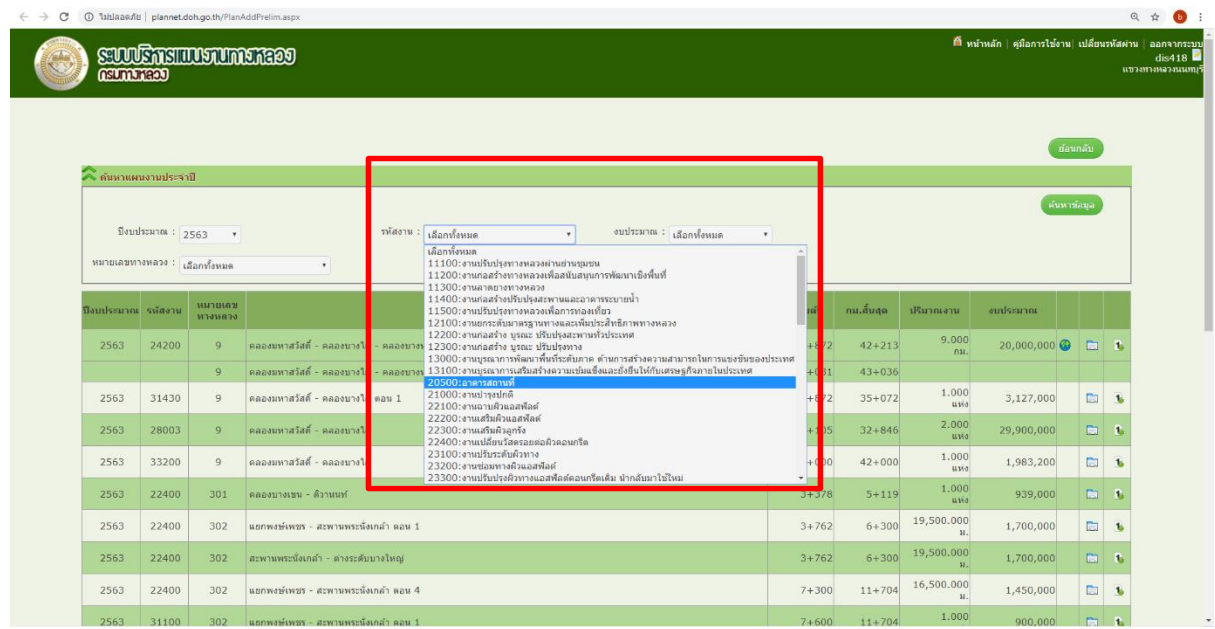 ไม่ปลอดภัย | plannet.doh.go.th/PlanAddPrelim.aspx
ระบบบริหารแผนงานทางหลวง
กรมทางหลวง
หน้าหลัก | คู่มือการใช้งาน | เปลี่ยนรหัสผ่าน | ออกจากระบบ
dis418
แขวงทางหลวงนนทบุรี
ย้อนกลับ
ค้นหาแผนงานประจำปี
ค้นหาข้อมูล
ปีงบประมาณ : 2563 รหัสงาน : เลือกทั้งหมด งบประมาณ : เลือกทั้งหมด
หมายเลขทางหลวง : เลือกทั้งหมด
เลือกทั้งหมด
11100:งานปรับปรุงทางหลวงผ่านย่านชุมชน
11200:งานก่อสร้างทางหลวงเพื่อสนับสนุนการพัฒนาเชิงพื้นที่
11300:งานลาดยางทางหลวง
11400:งานก่อสร้างปรับปรุงสะพานและอาคารระบายน้ำ
11500:งานปรับปรุงทางหลวงเพื่อการท่องเที่ยว
12100:งานยกระดับมาตรฐานทางและเพิ่มประสิทธิภาพทางหลวง
12200:งานก่อสร้าง บูรณะ ปรับปรุงสะพานทั่วประเทศ
12300:งานก่อสร้าง บูรณะ ปรับปรุงทาง
13000:งานบูรณาการพัฒนาพื้นที่ระดับภาค ด้านการสร้างความสามารถในการแข่งขันของประเทศ
13100:งานบูรณาการเสริมสร้างความเข้มแข็งและยั่งยืนให้กับเศรษฐกิจภายในประเทศ
20500:อาคารสถานที่
21000:งานบำรุงปกติ
22100:งานฉาบผิวแอสฟัลต์
22200:งานเสริมผิวแอสฟัลต์
22300:งานเสริมผิวลูกรัง
22400:งานเปลี่ยนวัสดุรอยต่อผิวคอนกรีต
23100:งานปรับระดับผิวทาง
23200:งานซ่อมทางผิวแอสฟัลต์
23300:งานปรับปรุงผิวทางแอสฟัลต์คอนกรีตเดิม นำกลับมาใช้ใหม่
ปีงบประมาณ รหัสงาน หมายเลขทางหลวง กม.สิ้นสุด ปริมาณงาน งบประมาณ
2563 24200 9 คลองมหาสวัสดิ์ - คลองบางไผ่ - คลองบาง +872 42+213 9.000 กม. 20,000,000
9 คลองมหาสวัสดิ์ - คลองบางไผ่ - คลองบาง +031 43+036
2563 31430 9 คลองมหาสวัสดิ์ - คลองบางไผ่ ตอน 1 +872 35+072 1.000 แห่ง 3,127,000
2563 28003 9 คลองมหาสวัสดิ์ - คลองบางไ +105 32+846 2.000 แห่ง 29,900,000
2563 33200 9 คลองมหาสวัสดิ์ - คลองบางไ +000 42+000 1.000 แห่ง 1,983,200
2563 22400 301 คลองบางเขน - ติวานนท์ 3+378 5+119 1.000 แห่ง 939,000
2563 22400 302 แยกพงษ์เพชร - สะพานพระนั่งเกล้า ตอน 1 3+762 6+300 19,500.000 ม. 1,700,000
2563 22400 302 สะพานพระนั่งเกล้า - ต่างระดับบางใหญ่ 3+762 6+300 19,500.000 ม. 1,700,000
2563 22400 302 แยกพงษ์เพชร - สะพานพระนั่งเกล้า ตอน 4 7+300 11+704 16,500.000 ม. 1,450,000
2563 31100 302 แยกพงษ์เพชร - สะพานพระนั่งเกล้า ตอน 1 7+600 11+704 1.000 900,000